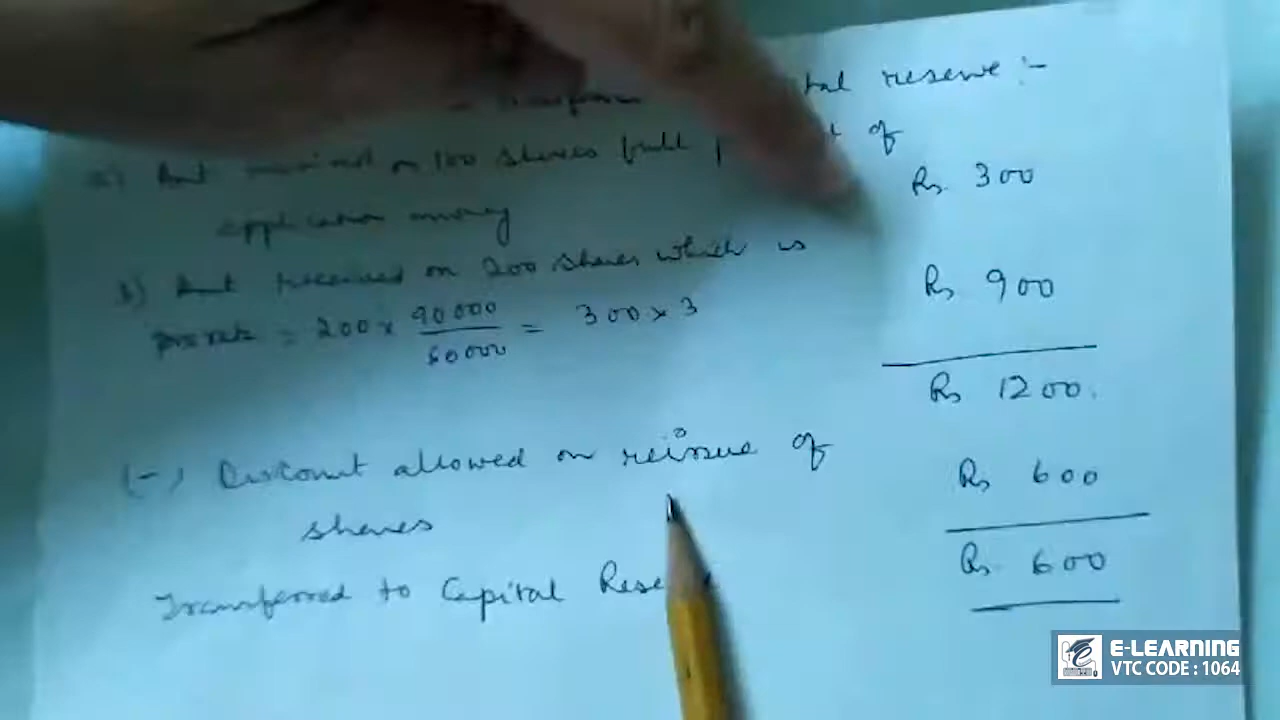 reserve :-
a) Amt received on 100 shares full of
application money Rs. 300
b) Amt received on 200 shares which is
Rs 900
pro rata = 200 × 90000 / 60000 = 300 × 3
Rs 1200.
(-) Discount allowed on reissue of
shares Rs 600
Transferred to Capital Rese Rs. 600
E-LEARNING
VTC CODE : 1064